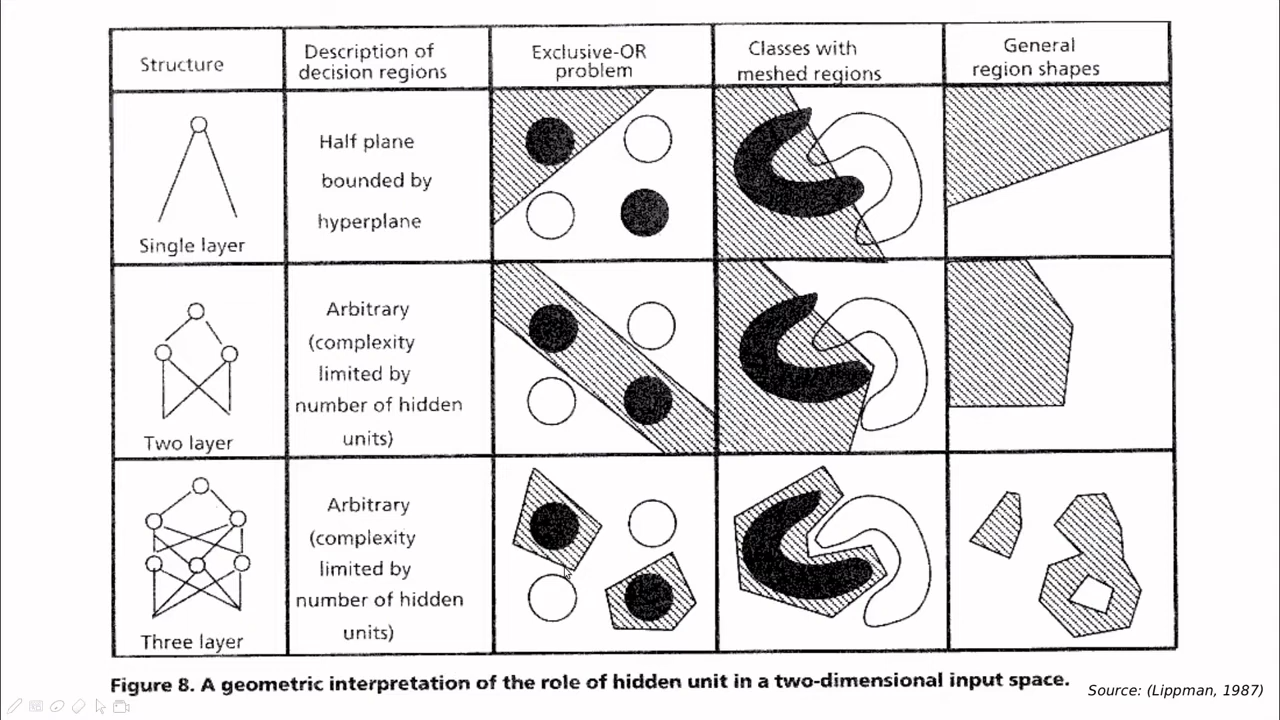 Structure
Description of
decision regions
Exclusive-OR
problem
Classes with
meshed regions
General
region shapes
Single layer
Half plane
bounded by
hyperplane
Two layer
Arbitrary
(complexity
limited by
number of hidden
units)
Three layer
Arbitrary
(complexity
limited by
number of hidden
units)
Figure 8. A geometric interpretation of the role of hidden unit in a two-dimensional input space.
Source: (Lippman, 1987)